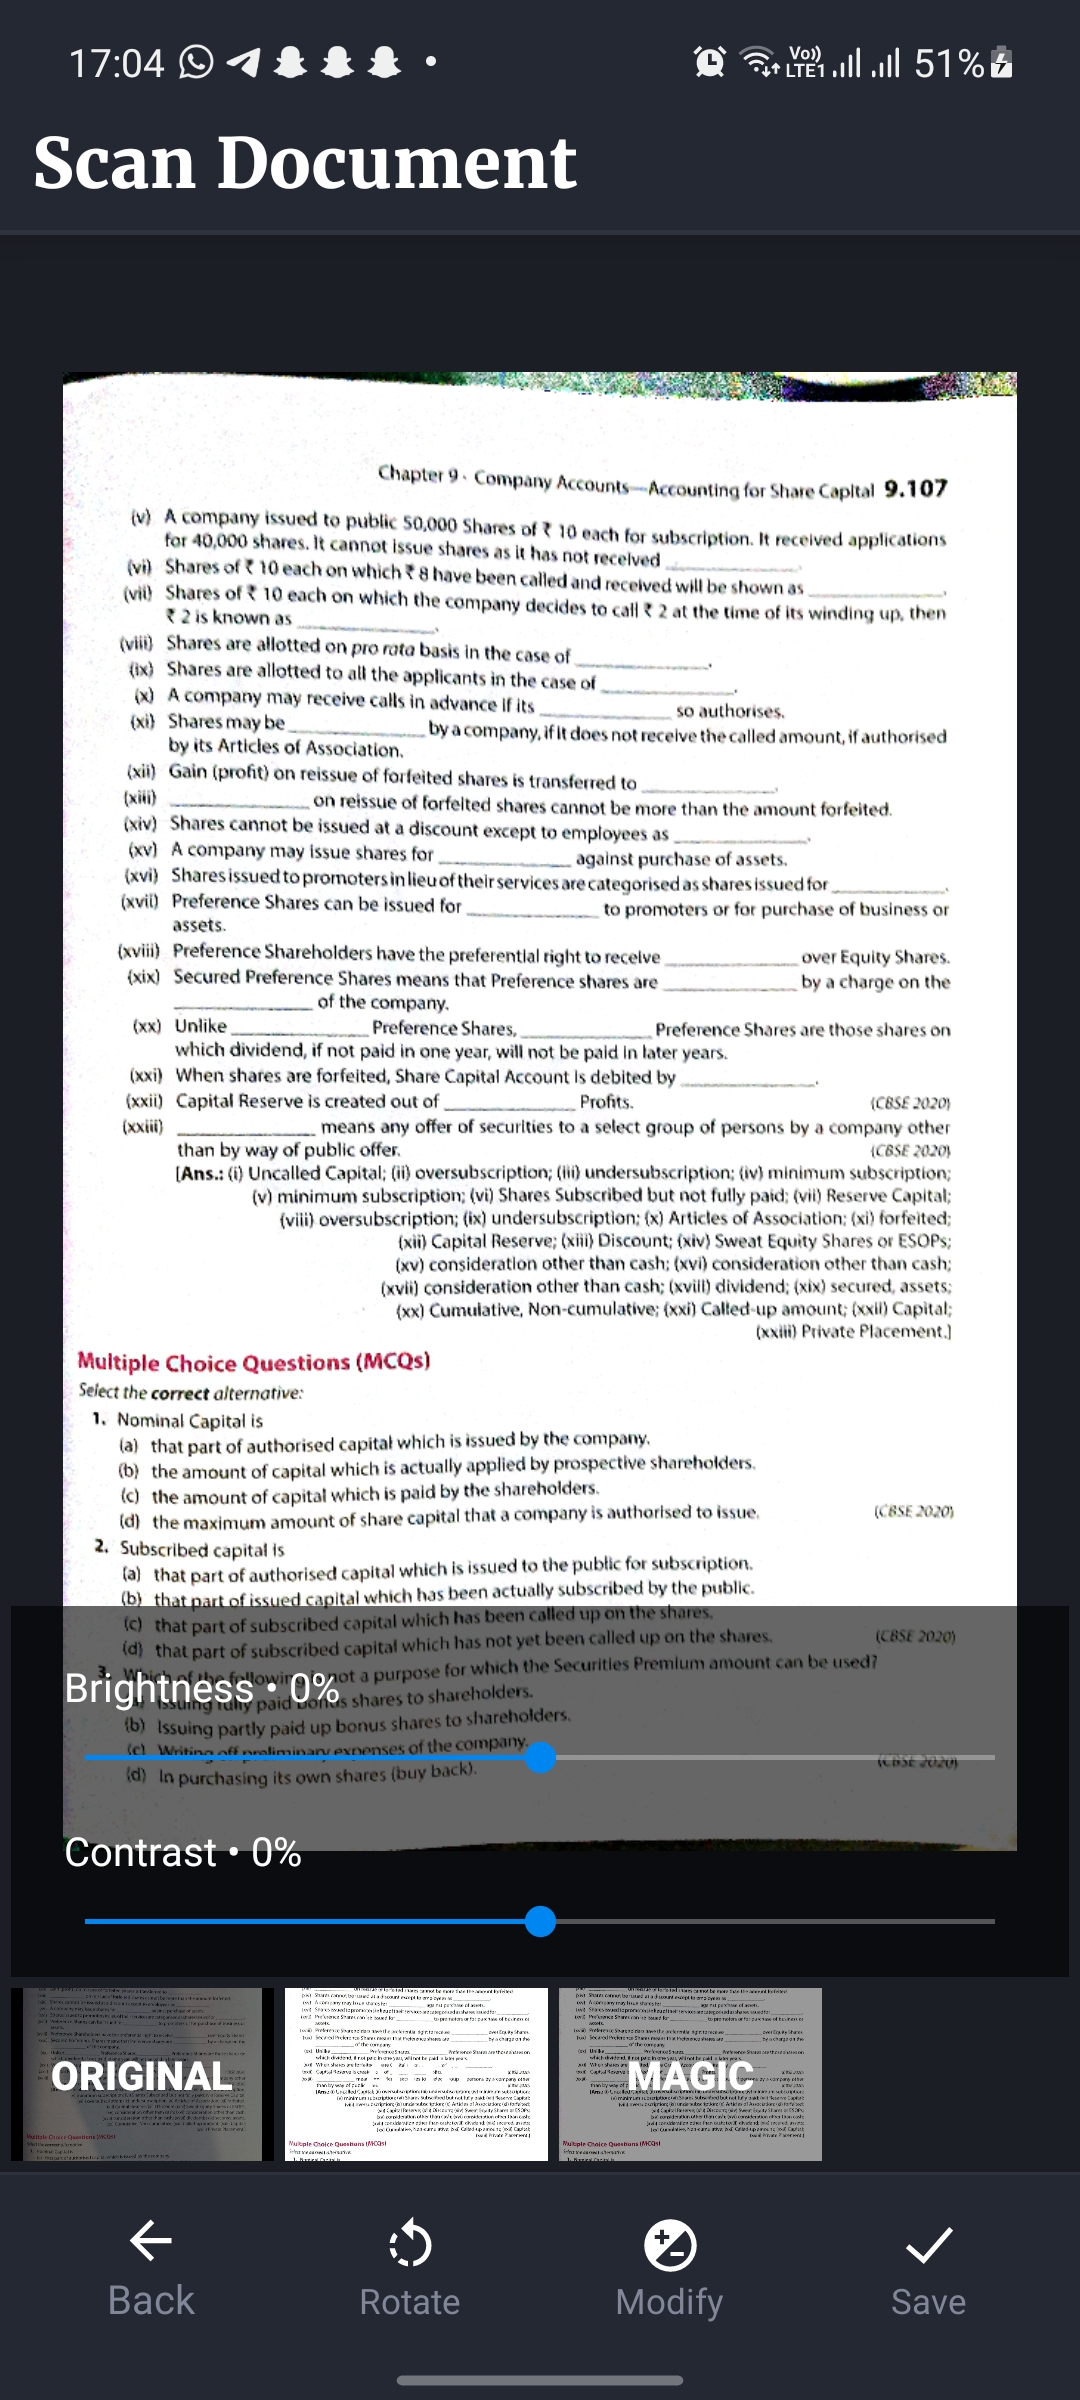 17:04 Vo)) LTE1 51%
Scan Document
Chapter 9 · Company Accounts—Accounting for Share Capital 9.107
(v) A company issued to public 50,000 Shares of ₹ 10 each for subscription. It received applications
for 40,000 shares. It cannot issue shares as it has not received ____________.
(vi) Shares of ₹ 10 each on which ₹ 8 have been called and received will be shown as ____________.
(vii) Shares of ₹ 10 each on which the company decides to call ₹ 2 at the time of its winding up, then
₹ 2 is known as ____________.
(viii) Shares are allotted on pro rata basis in the case of ____________.
(ix) Shares are allotted to all the applicants in the case of ____________.
(x) A company may receive calls in advance if its ____________ so authorises.
(xi) Shares may be ____________ by a company, if it does not receive the called amount, if authorised
by its Articles of Association.
(xii) Gain (profit) on reissue of forfeited shares is transferred to ____________.
(xiii) ____________ on reissue of forfeited shares cannot be more than the amount forfeited.
(xiv) Shares cannot be issued at a discount except to employees as ____________.
(xv) A company may issue shares for ____________ against purchase of assets.
(xvi) Shares issued to promoters in lieu of their services are categorised as shares issued for ____________.
(xvii) Preference Shares can be issued for ____________ to promoters or for purchase of business or
assets.
(xviii) Preference Shareholders have the preferential right to receive ____________ over Equity Shares.
(xix) Secured Preference Shares means that Preference shares are ____________ by a charge on the
____________ of the company.
(xx) Unlike ____________ Preference Shares, ____________ Preference Shares are those shares on
which dividend, if not paid in one year, will not be paid in later years.
(xxi) When shares are forfeited, Share Capital Account is debited by ____________.
(xxii) Capital Reserve is created out of ____________ Profits. (CBSE 2020)
(xxiii) ____________ means any offer of securities to a select group of persons by a company other
than by way of public offer. (CBSE 2020)
[Ans.: (i) Uncalled Capital; (ii) oversubscription; (iii) undersubscription; (iv) minimum subscription;
(v) minimum subscription; (vi) Shares Subscribed but not fully paid; (vii) Reserve Capital;
(viii) oversubscription; (ix) undersubscription; (x) Articles of Association; (xi) forfeited;
(xii) Capital Reserve; (xiii) Discount; (xiv) Sweat Equity Shares or ESOPs;
(xv) consideration other than cash; (xvi) consideration other than cash;
(xvii) consideration other than cash; (xviii) dividend; (xix) secured, assets;
(xx) Cumulative, Non-cumulative; (xxi) Called-up amount; (xxii) Capital;
(xxiii) Private Placement.]
Multiple Choice Questions (MCQs)
Select the correct alternative:
1. Nominal Capital is
(a) that part of authorised capital which is issued by the company.
(b) the amount of capital which is actually applied by prospective shareholders.
(c) the amount of capital which is paid by the shareholders.
(d) the maximum amount of share capital that a company is authorised to issue. (CBSE 2020)
2. Subscribed capital is
(a) that part of authorised capital which is issued to the public for subscription.
(b) that part of issued capital which has been actually subscribed by the public.
(c) that part of subscribed capital which has been called up on the shares.
(d) that part of subscribed capital which has not yet been called up on the shares. (CBSE 2020)
3. Which of the following is not a purpose for which the Securities Premium amount can be used?
Issuing fully paid bonus shares to shareholders.
(b) Issuing partly paid up bonus shares to shareholders.
(c) Writing off preliminary expenses of the company.
(d) In purchasing its own shares (buy back). (CBSE 2020)
Brightness • 0%
Contrast • 0%
ORIGINAL
MAGIC
Back Rotate Modify Save